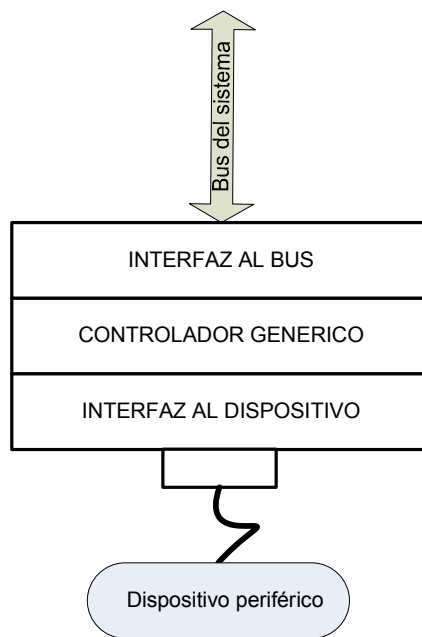 Bus del sistema
INTERFAZ AL BUS
CONTROLADOR GENERICO
INTERFAZ AL DISPOSITIVO
Dispositivo periférico